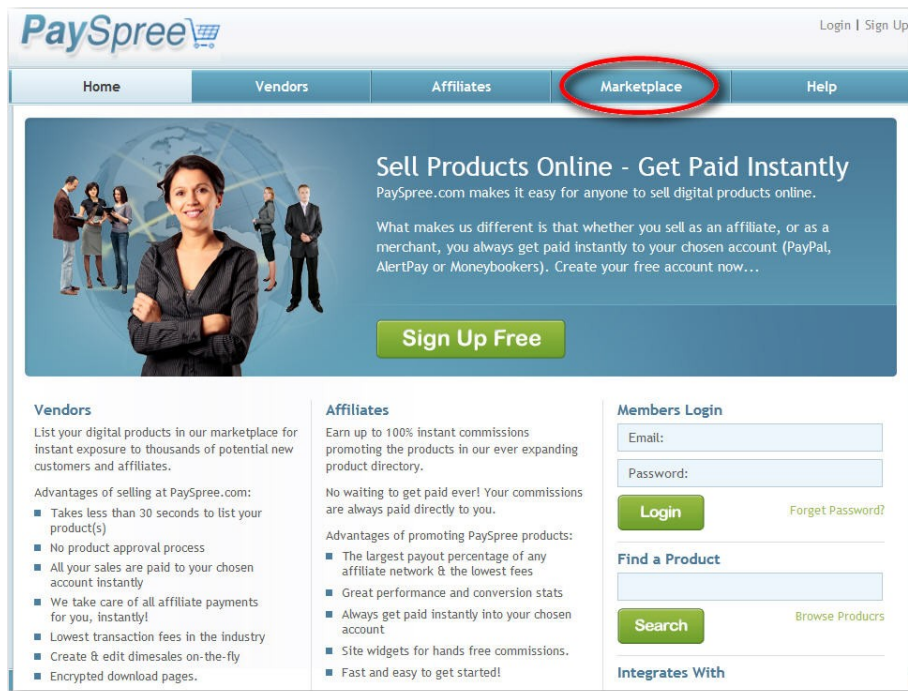 PaySpree
Login | Sign Up
Home
Vendors
Affiliates
Marketplace
Help
Sell Products Online - Get Paid Instantly
PaySpree.com makes it easy for anyone to sell digital products online.
What makes us different is that whether you sell as an affiliate, or as a
merchant, you always get paid instantly to your chosen account (PayPal,
AlertPay or Moneybookers). Create your free account now...
Sign Up Free
Vendors
List your digital products in our marketplace for
instant exposure to thousands of potential new
customers and affiliates.
Advantages of selling at PaySpree.com:
Takes less than 30 seconds to list your
product(s)
No product approval process
All your sales are paid to your chosen
account instantly
We take care of all affiliate payments
for you, instantly!
Lowest transaction fees in the industry
Create & edit dimesales on-the-fly
Encrypted download pages.
Affiliates
Earn up to 100% instant commissions
promoting the products in our ever expanding
product directory.
No waiting to get paid ever! Your commissions
are always paid directly to you.
Advantages of promoting PaySpree products:
The largest payout percentage of any
affiliate network & the lowest fees
Great performance and conversion stats
Always get paid instantly into your chosen
account
Site widgets for hands free commissions.
Fast and easy to get started!
Members Login
Email:
Password:
Login
Forget Password?
Find a Product
Search
Browse Producrs
Integrates With